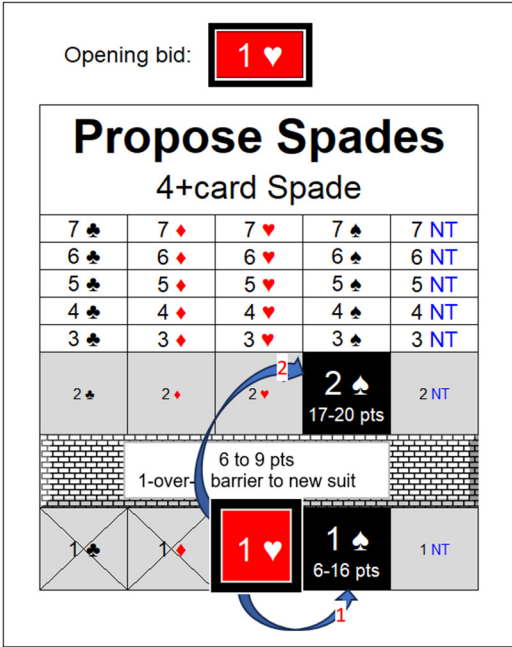 Opening bid: 1 ♥
Propose Spades
4+card Spade
7 ♣ 7 ♦ 7 ♥ 7 ♠ 7 NT
6 ♣ 6 ♦ 6 ♥ 6 ♠ 6 NT
5 ♣ 5 ♦ 5 ♥ 5 ♠ 5 NT
4 ♣ 4 ♦ 4 ♥ 4 ♠ 4 NT
3 ♣ 3 ♦ 3 ♥ 3 ♠ 3 NT
2
2 ♣ 2 ♦ 2 ♥ 2 ♠ 2 NT
17-20 pts
6 to 9 pts
1-over- barrier to new suit
1 ♣ 1 ♦ 1 ♥ 1 ♠ 1 NT
6-16 pts
1